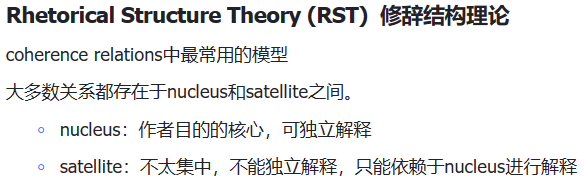 Rhetorical Structure Theory (RST) 修辞结构理论
coherence relations中最常用的模型
大多数关系都存在于nucleus和satellite之间。
nucleus：作者目的的核心，可独立解释
satellite：不太集中，不能独立解释，只能依赖于nucleus进行解释